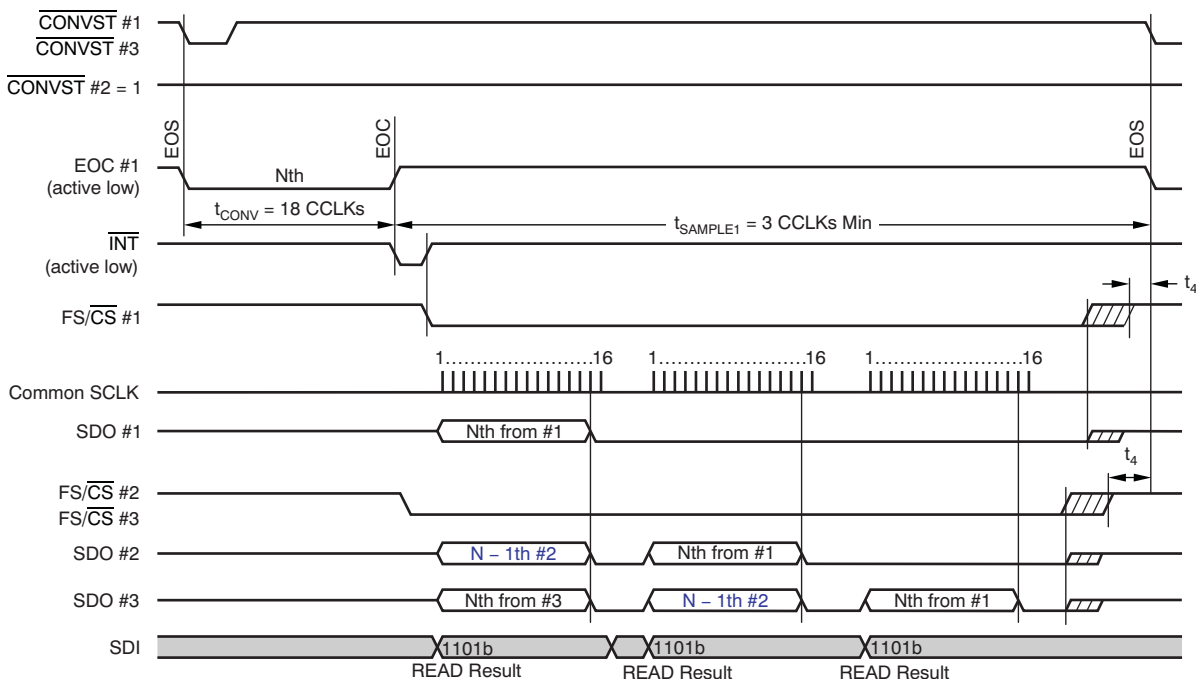 CONVST #1
CONVST #3
CONVST #2 = 1
EOS
EOC
EOS
EOC #1
(active low)
Nth
tCONV = 18 CCLKs
tSAMPLE1 = 3 CCLKs Min
INT
(active low)
t4
FS/CS #1
1......................16
1......................16
1......................16
Common SCLK
SDO #1
Nth from #1
t4
FS/CS #2
FS/CS #3
SDO #2
N − 1th #2
Nth from #1
SDO #3
Nth from #3
N − 1th #2
Nth from #1
SDI
1101b
1101b
1101b
READ Result
READ Result
READ Result